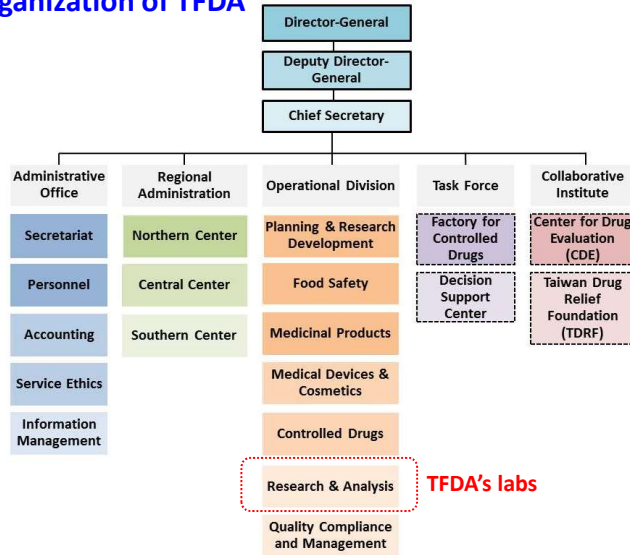 ganization of TFDA
Director-General
Deputy Director-
General
Chief Secretary
Administrative
Office
Regional
Administration
Operational Division
Task Force
Collaborative
Institute
Secretariat
Personnel
Accounting
Service Ethics
Information
Management
Northern Center
Central Center
Southern Center
Planning & Research
Development
Food Safety
Medicinal Products
Medical Devices &
Cosmetics
Controlled Drugs
Research & Analysis
TFDA's labs
Quality Compliance
and Management
Factory for
Controlled
Drugs
Decision
Support
Center
Center for Drug
Evaluation
(CDE)
Taiwan Drug
Relief
Foundation
(TDRF)